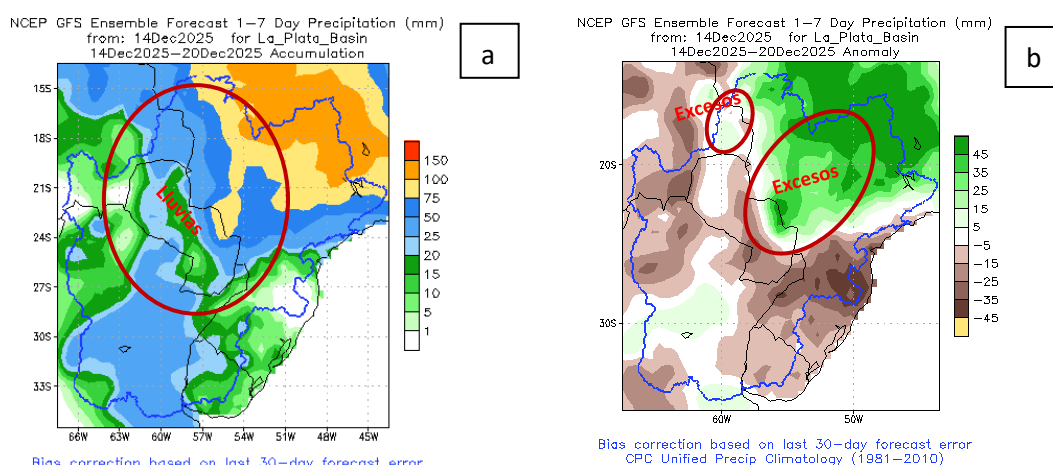 NCEP GFS Ensemble Forecast 1-7 Day Precipitation (mm)
from: 14Dec2025 for La_Plata_Basin
14Dec2025-20Dec2025 Accumulation
a
15S
18S
21S
24S
27S
30S
33S
66W 63W 60W 57W 54W 51W 48W 45W
Lluvias
150
100
75
50
25
20
15
10
5
1
Bias correction based on last 30-day forecast error
NCEP GFS Ensemble Forecast 1-7 Day Precipitation (mm)
from: 14Dec2025 for La_Plata_Basin
14Dec2025-20Dec2025 Anomaly
b
Excesos
Excesos
20S
30S
60W 50W
45
35
25
15
5
-5
-15
-25
-35
-45
Bias correction based on last 30-day forecast error
CPC Unified Precip Climatology (1981-2010)